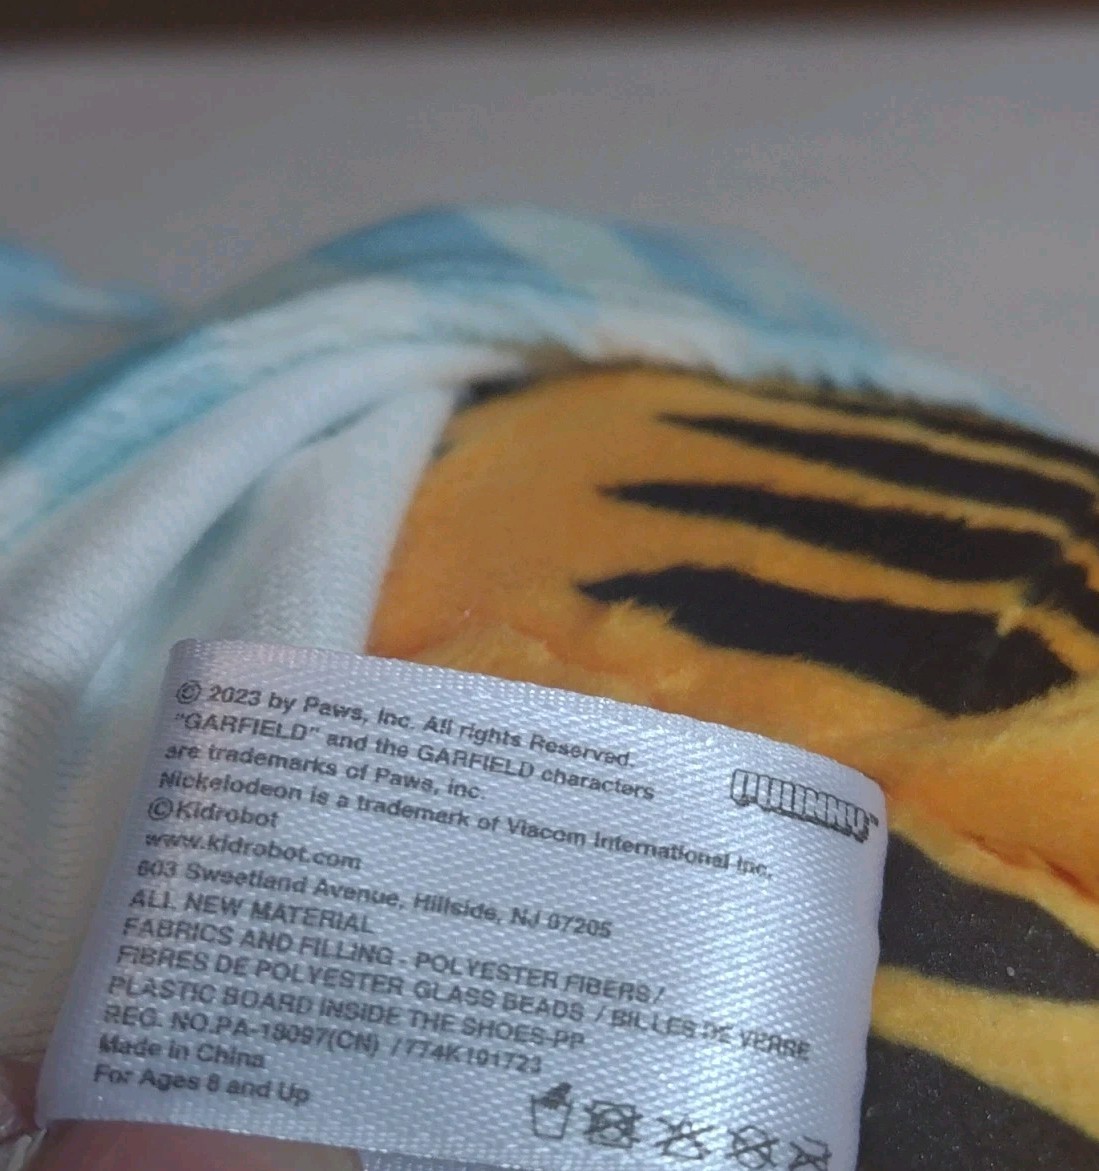 © 2023 by Paws, Inc. All rights Reserved.
"GARFIELD" and the GARFIELD characters
are trademarks of Paws, inc.
Nickelodeon is a trademark of Viacom International Inc.
©Kidrobot
www.kidrobot.com
603 Sweetland Avenue, Hillside, NJ 07205
ALL NEW MATERIAL
FABRICS AND FILLING - POLYESTER FIBERS/
FIBRES DE POLYESTER GLASS BEADS / BILLES DE VERRE
PLASTIC BOARD INSIDE THE SHOES-PP
REG. NO.PA-18097(CN) / 774K101723
Made in China
For Ages 8 and Up
PHUNNY™